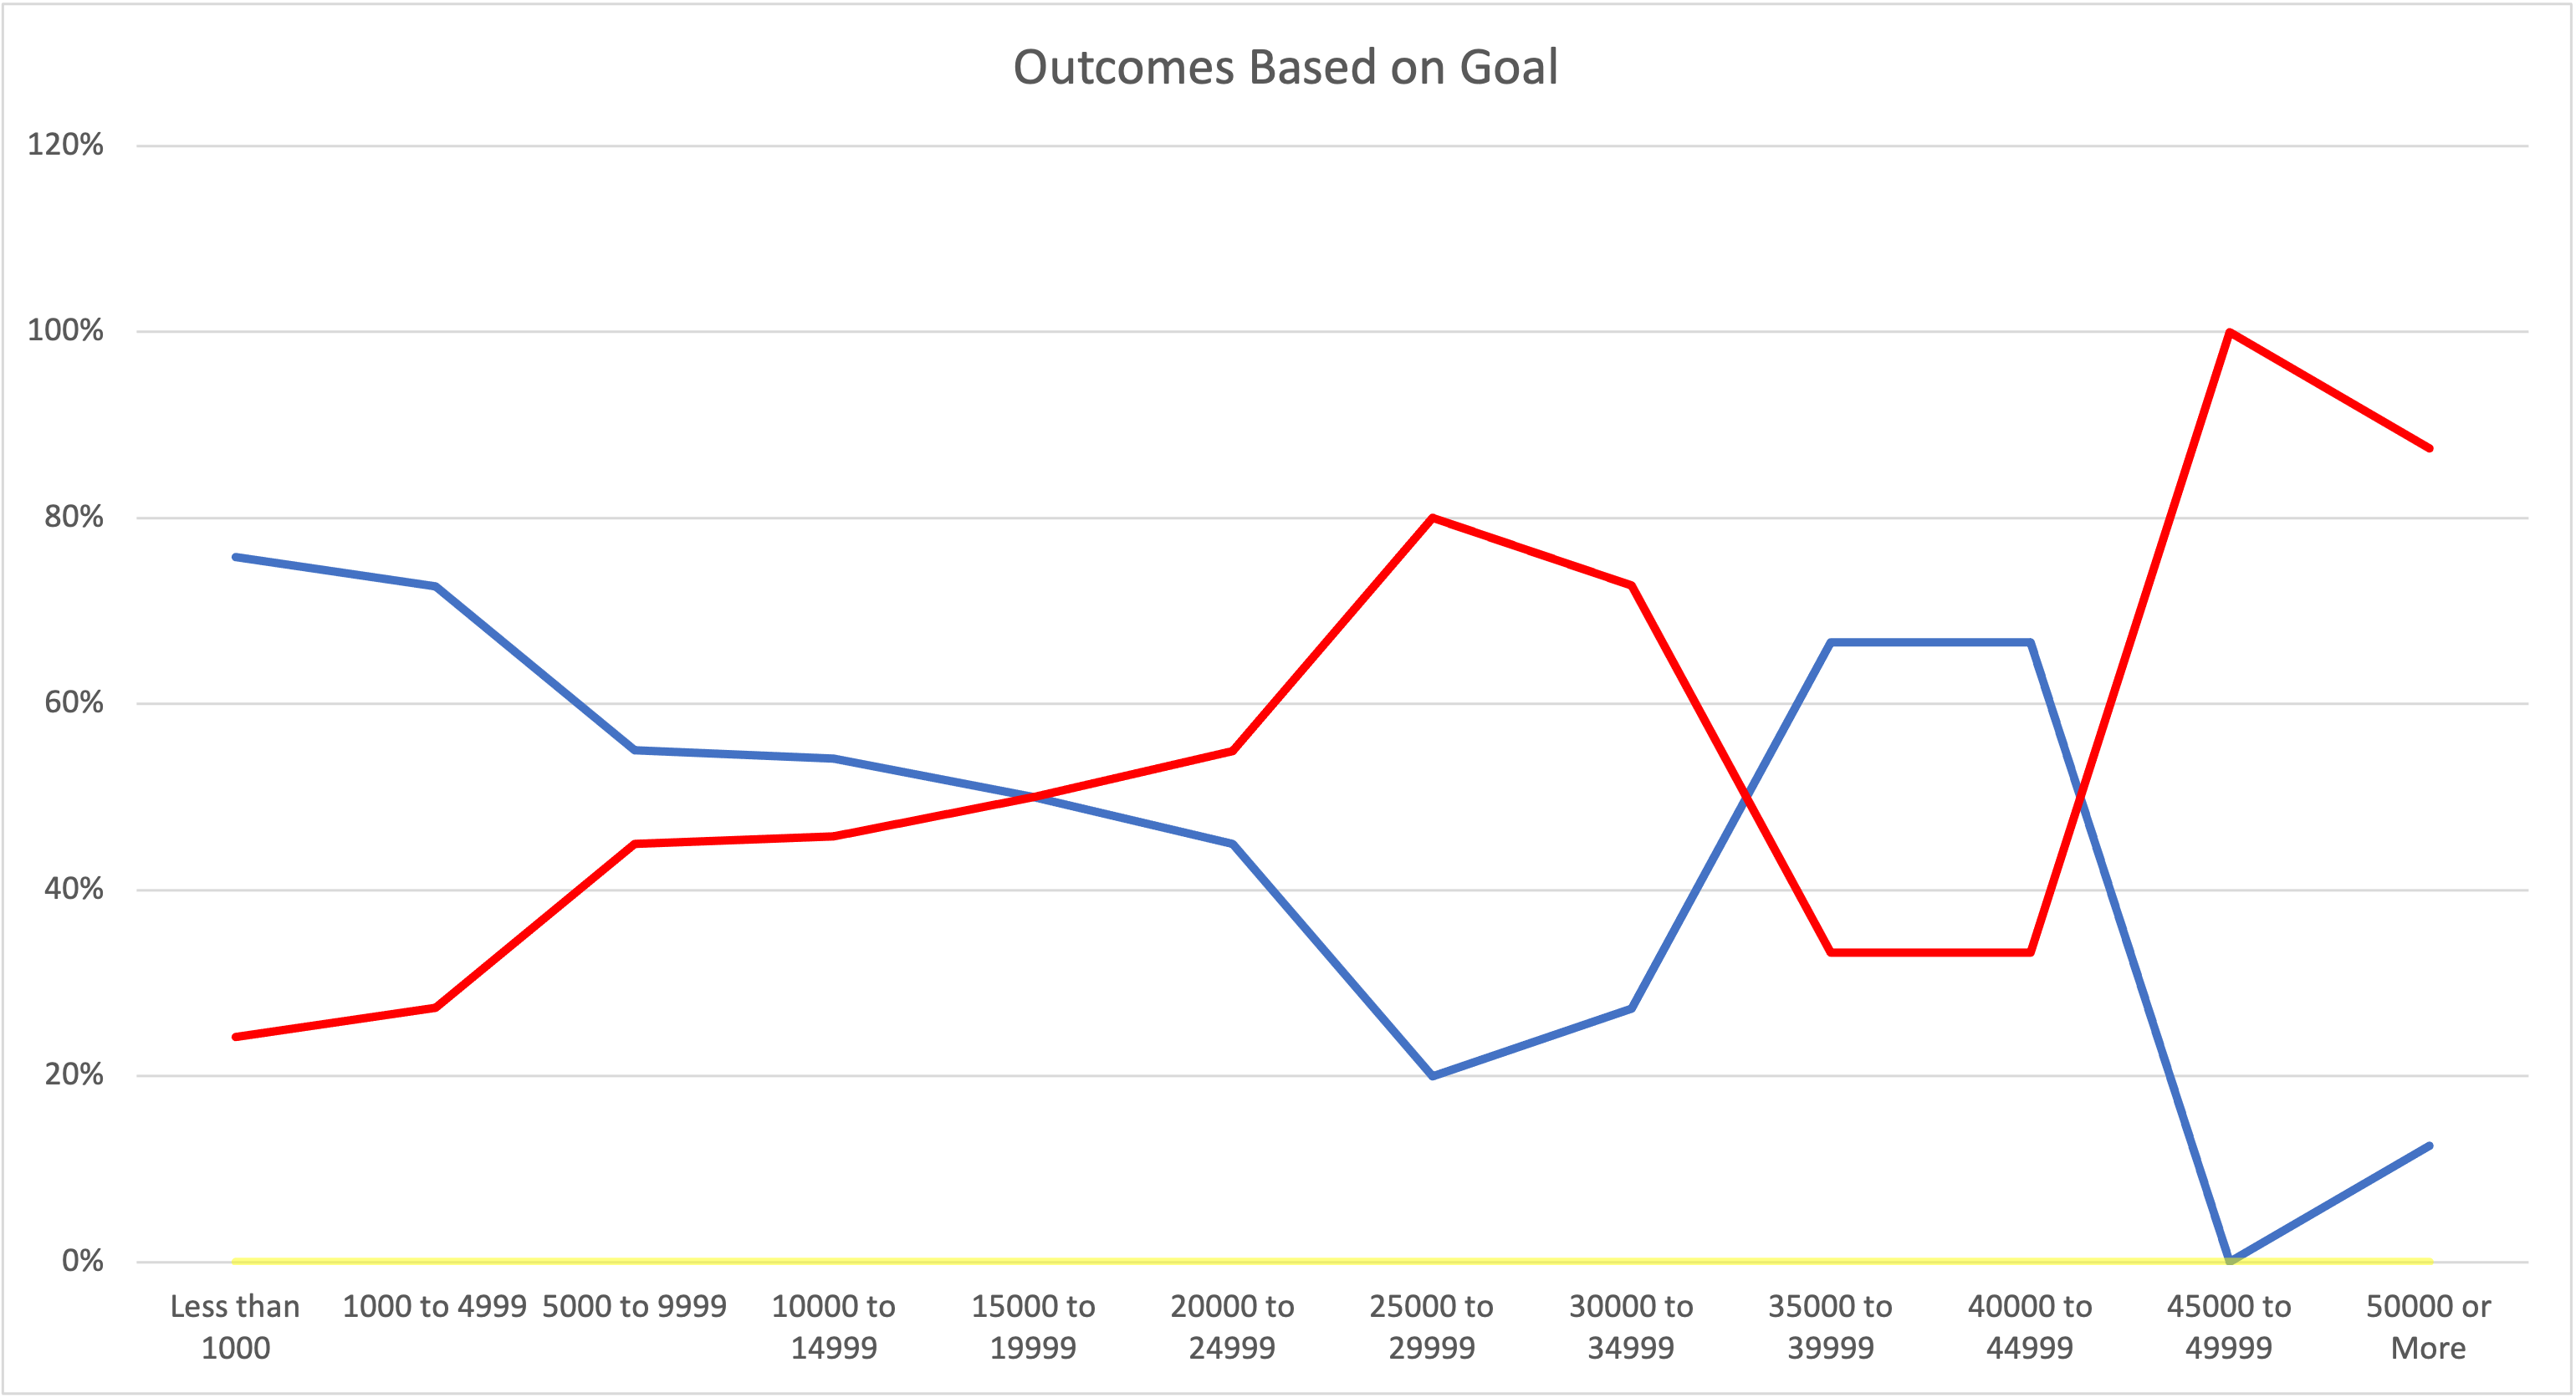 Outcomes Based on Goal
120%
100%
80%
60%
40%
20%
0%
Less than
1000
1000 to 4999
5000 to 9999
10000 to
14999
15000 to
19999
20000 to
24999
25000 to
29999
30000 to
34999
35000 to
39999
40000 to
44999
45000 to
49999
50000 or
More